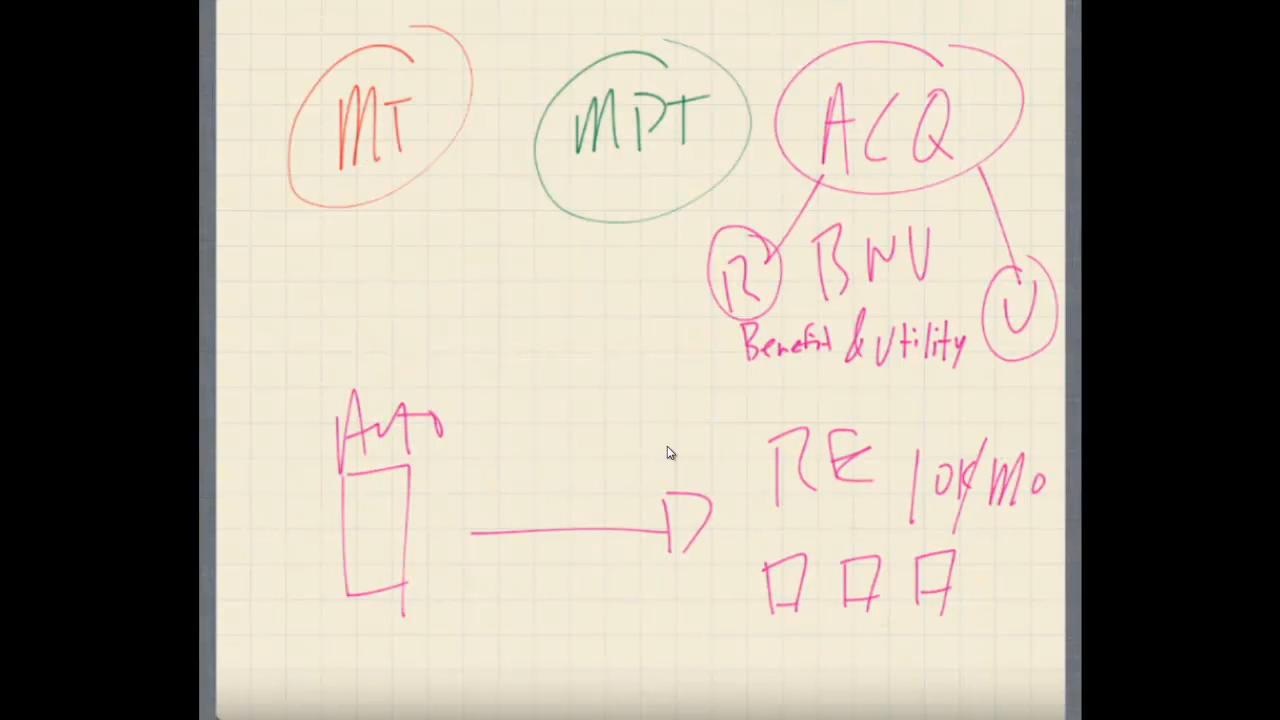 MT MPT ACQ
R BNU U
Benefit & Utility
Auto
RE 10K/Mo